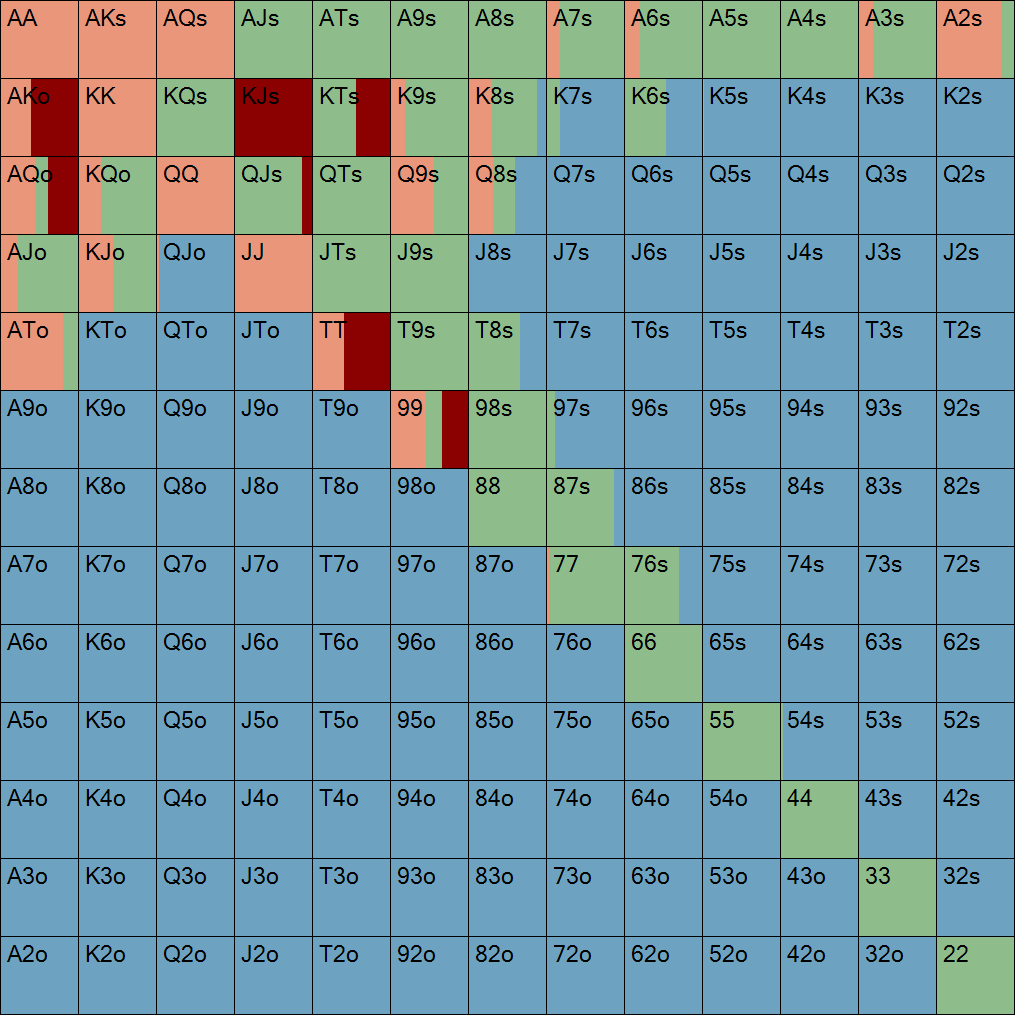 AA AKs AQs AJs ATs A9s A8s A7s A6s A5s A4s A3s A2s
AKo KK KQs KJs KTs K9s K8s K7s K6s K5s K4s K3s K2s
AQo KQo QQ QJs QTs Q9s Q8s Q7s Q6s Q5s Q4s Q3s Q2s
AJo KJo QJo JJ JTs J9s J8s J7s J6s J5s J4s J3s J2s
ATo KTo QTo JTo TT T9s T8s T7s T6s T5s T4s T3s T2s
A9o K9o Q9o J9o T9o 99 98s 97s 96s 95s 94s 93s 92s
A8o K8o Q8o J8o T8o 98o 88 87s 86s 85s 84s 83s 82s
A7o K7o Q7o J7o T7o 97o 87o 77 76s 75s 74s 73s 72s
A6o K6o Q6o J6o T6o 96o 86o 76o 66 65s 64s 63s 62s
A5o K5o Q5o J5o T5o 95o 85o 75o 65o 55 54s 53s 52s
A4o K4o Q4o J4o T4o 94o 84o 74o 64o 54o 44 43s 42s
A3o K3o Q3o J3o T3o 93o 83o 73o 63o 53o 43o 33 32s
A2o K2o Q2o J2o T2o 92o 82o 72o 62o 52o 42o 32o 22